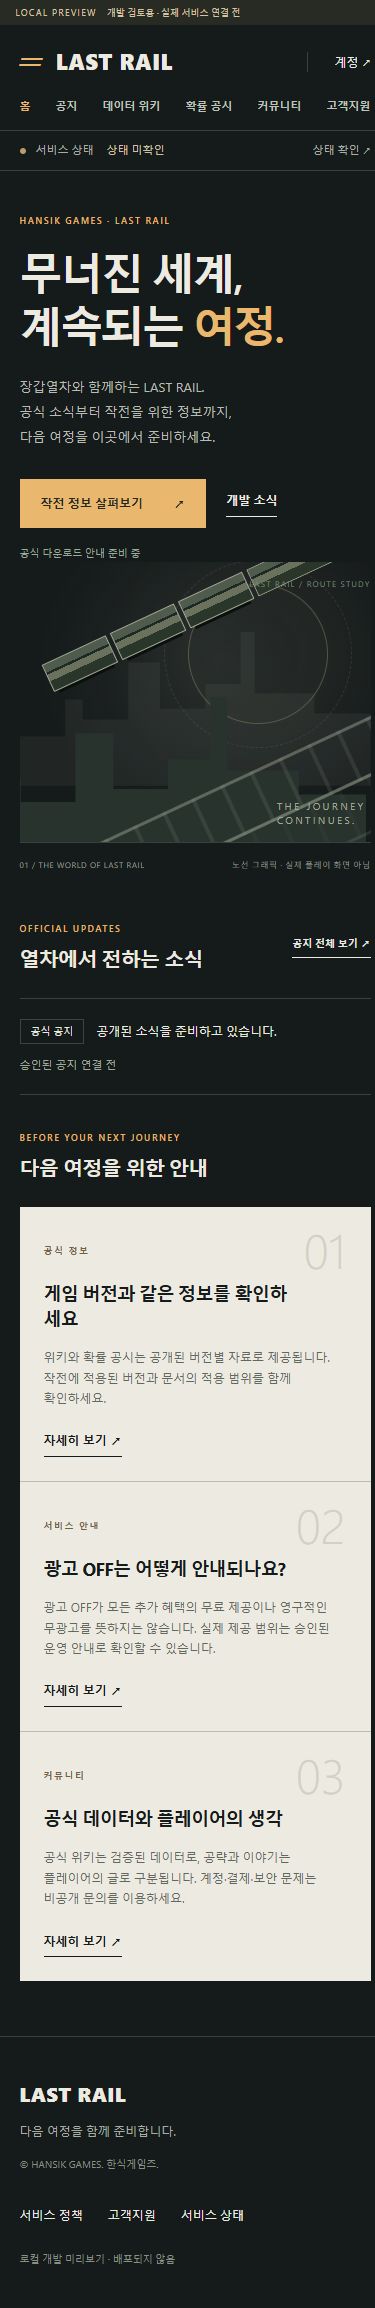 LOCAL PREVIEW 개발 검토용 · 실제 서비스 연결 전
LAST RAIL
계정 ↗
홈 공지 데이터 위키 확률 공시 커뮤니티 고객지원
서비스 상태 상태 미확인 상태 확인 ↗
HANSIK GAMES · LAST RAIL
무너진 세계,
계속되는 여정.
장갑열차와 함께하는 LAST RAIL.
공식 소식부터 작전을 위한 정보까지,
다음 여정을 이곳에서 준비하세요.
작전 정보 살펴보기 ↗
개발 소식
공식 다운로드 안내 준비 중
LAST RAIL / ROUTE STUDY
THE JOURNEY
CONTINUES.
01 / THE WORLD OF LAST RAIL
노선 그래픽 · 실제 플레이 화면 아님
OFFICIAL UPDATES
열차에서 전하는 소식
공지 전체 보기 ↗
공식 공지 공개된 소식을 준비하고 있습니다.
승인된 공지 연결 전
BEFORE YOUR NEXT JOURNEY
다음 여정을 위한 안내
01
공식 정보
게임 버전과 같은 정보를 확인하
세요
위키와 확률 공시는 공개된 버전별 자료로 제공됩니다.
작전에 적용된 버전과 문서의 적용 범위를 함께
확인하세요.
자세히 보기 ↗
02
서비스 안내
광고 OFF는 어떻게 안내되나요?
광고 OFF가 모든 추가 혜택의 무료 제공이나 영구적인
무광고를 뜻하지는 않습니다. 실제 제공 범위는 승인된
운영 안내로 확인할 수 있습니다.
자세히 보기 ↗
03
커뮤니티
공식 데이터와 플레이어의 생각
공식 위키는 검증된 데이터로, 공략과 이야기는
플레이어의 글로 구분됩니다. 계정·결제·보안 문제는
비공개 문의를 이용하세요.
자세히 보기 ↗
LAST RAIL
다음 여정을 함께 준비합니다.
© HANSIK GAMES. 한식게임즈.
서비스 정책 고객지원 서비스 상태
로컬 개발 미리보기 · 배포되지 않음